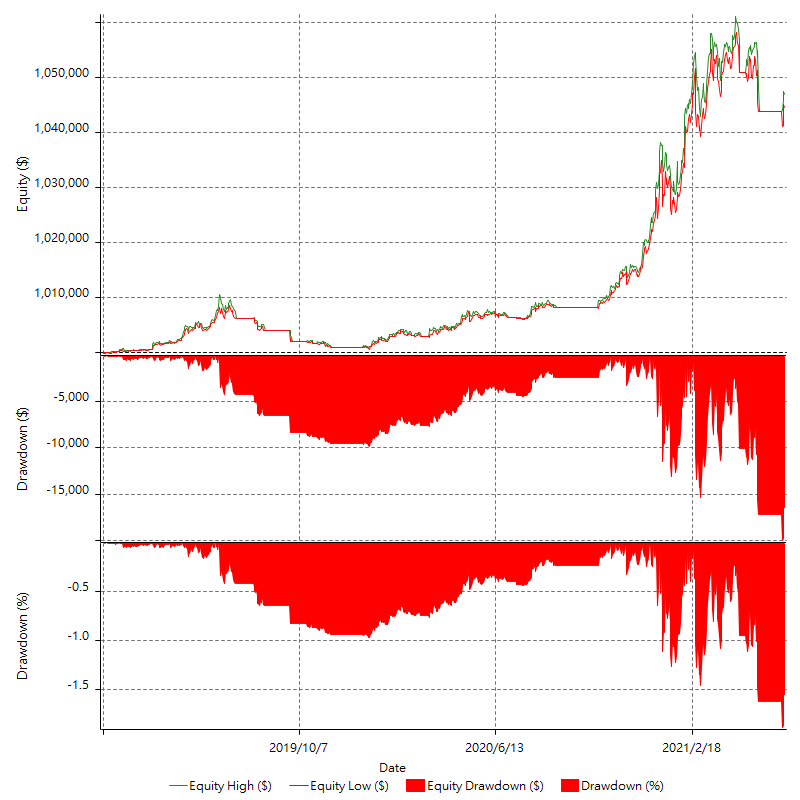 1,050,000
1,040,000
1,030,000
1,020,000
1,010,000
Equity ($)
-5,000
-10,000
-15,000
Drawdown ($)
-0.5
-1.0
-1.5
Drawdown (%)
2019/10/7 2020/6/13 2021/2/18
Date
Equity High ($) Equity Low ($) Equity Drawdown ($) Drawdown (%)